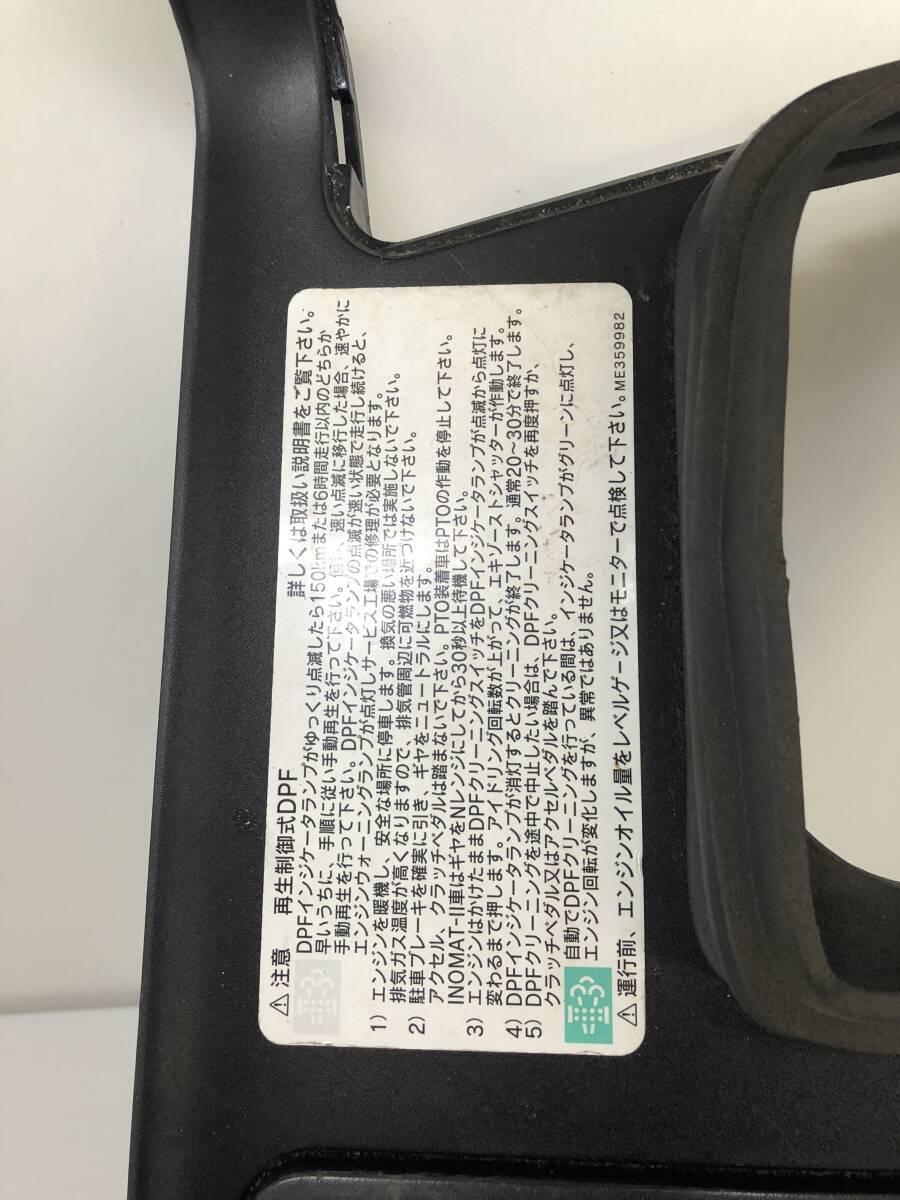 ⚠注意 再生制御式DPF 詳しくは取扱い説明書をご覧下さい。
DPFインジケータランプがゆっくり点滅したら150kmまたは6時間走行以内のどちらか
早いうちに、手順に従い手動再生を行って下さい。但し、速い点滅に移行した場合、速やかに
手動再生を行って下さい。DPFインジケータランプの点滅が速い状態で走行し続けると、
エンジンウォーニングランプが点灯しサービス工場での修理が必要となります。
1) エンジンを暖機し、安全な場所に停車します。換気の悪い場所では実施しないで下さい。
排気ガス温度が高くなりますので、排気管周辺に可燃物を近づけないで下さい。
2) 駐車ブレーキを確実に引き、ギヤをニュートラルにします。
アクセル、クラッチペダルは踏まないで下さい。PTO装着車はPTOの作動を停止して下さい。
INOMAT-II車はギヤをNレンジにしてから30秒以上待機して下さい。
3) エンジンはかけたままDPFクリーニングスイッチをDPFインジケータランプが点滅から点灯に
変わるまで押します。アイドリング回転数が上がって、エキゾーストシャッターが作動します。
4) DPFインジケータランプが消灯するとクリーニングが終了します。通常20～30分で終了します。
5) DPFクリーニングを途中で中止したい場合は、DPFクリーニングスイッチを再度押すか、
クラッチペダル又はアクセルペダルを踏んで下さい。
自動でDPFクリーニングを行っている間は、インジケータランプがグリーンに点灯し、
エンジン回転が変化しますが、異常ではありません。
⚠運行前、エンジンオイル量をレベルゲージ又はモニターで点検して下さい。ME359982